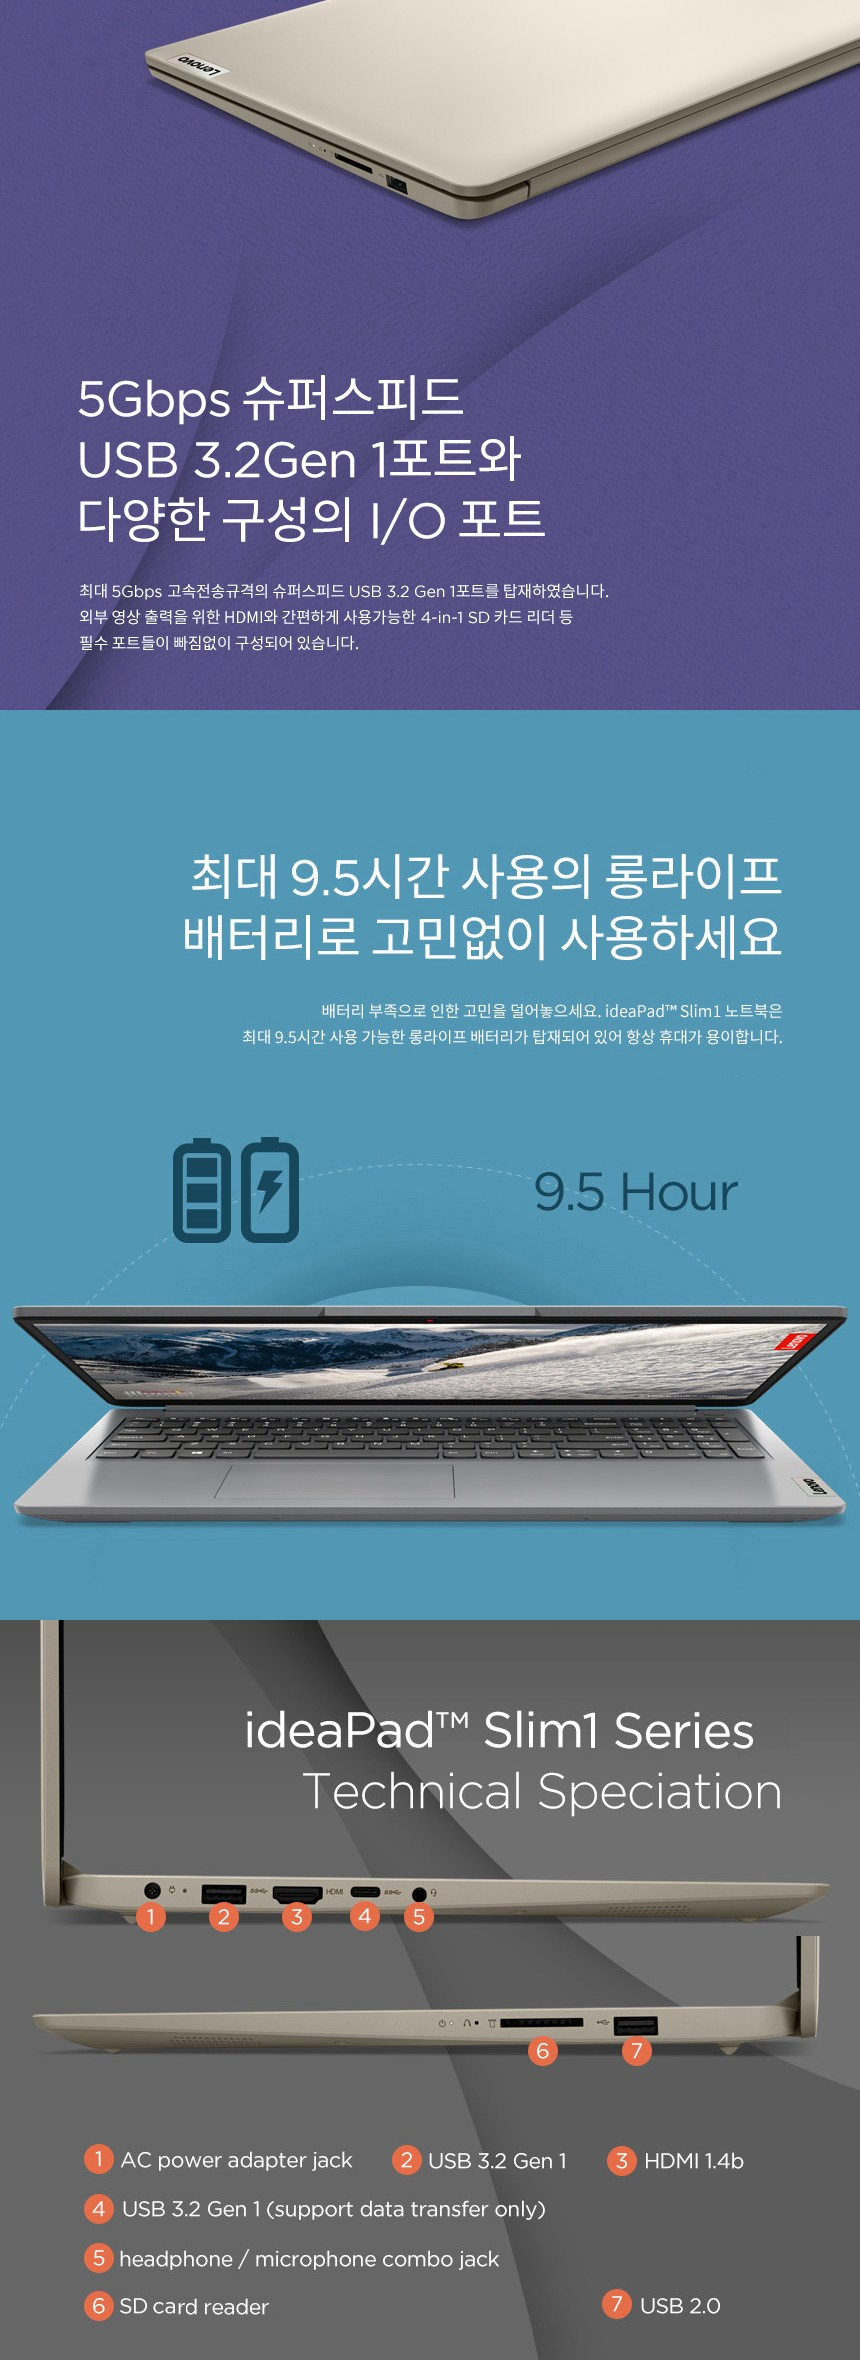 Lenovo
5Gbps 슈퍼스피드
USB 3.2Gen 1포트와
다양한 구성의 I/O 포트
최대 5Gbps 고속전송규격의 슈퍼스피드 USB 3.2 Gen 1포트를 탑재하였습니다.
외부 영상 출력을 위한 HDMI와 간편하게 사용가능한 4-in-1 SD 카드 리더 등
필수 포트들이 빠짐없이 구성되어 있습니다.
최대 9.5시간 사용의 롱라이프
배터리로 고민없이 사용하세요
배터리 부족으로 인한 고민을 덜어놓으세요. ideaPad™ Slim1 노트북은
최대 9.5시간 사용 가능한 롱라이프 배터리가 탑재되어 있어 항상 휴대가 용이합니다.
9.5 Hour
Lenovo
Lenovo
ideaPad™ Slim1 Series
Technical Speciation
HDMI
1 2 3 4 5
6 7
1 AC power adapter jack 2 USB 3.2 Gen 1 3 HDMI 1.4b
4 USB 3.2 Gen 1 (support data transfer only)
5 headphone / microphone combo jack
6 SD card reader 7 USB 2.0